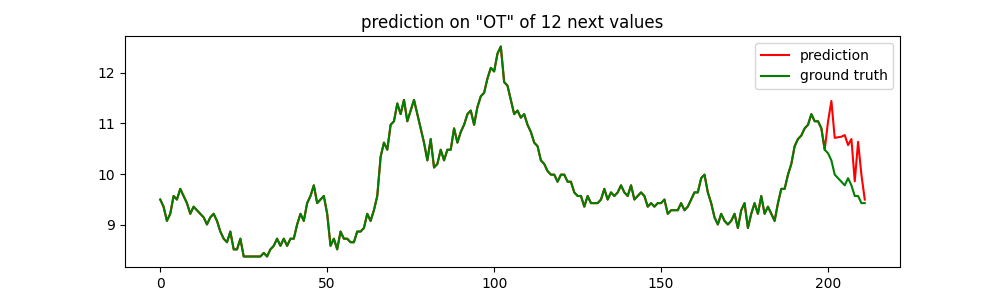 prediction on "OT" of 12 next values
prediction
ground truth
12
11
10
9
0 50 100 150 200